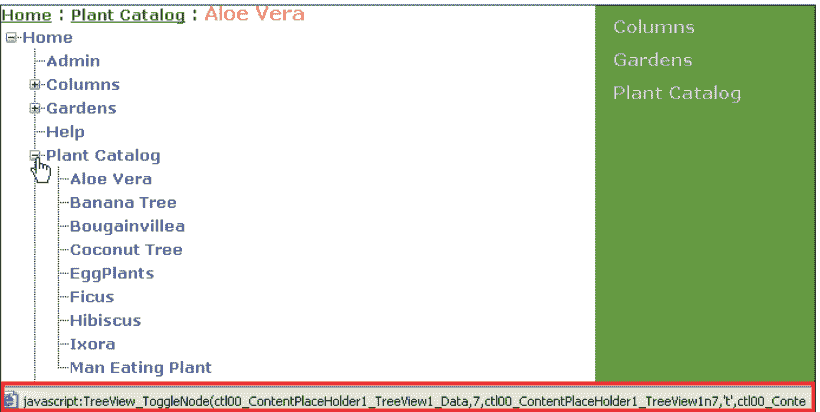 Home : Plant Catalog : Aloe Vera
Home
Admin
Columns
Gardens
Help
Plant Catalog
Aloe Vera
Banana Tree
Bougainvillea
Coconut Tree
EggPlants
Ficus
Hibiscus
Ixora
Man Eating Plant
Columns
Gardens
Plant Catalog
javascript:TreeView_ToggleNode(ctl00_ContentPlaceHolder1_TreeView1_Data,7,ctl00_ContentPlaceHolder1_TreeView1n7,'t',ctl00_Conte